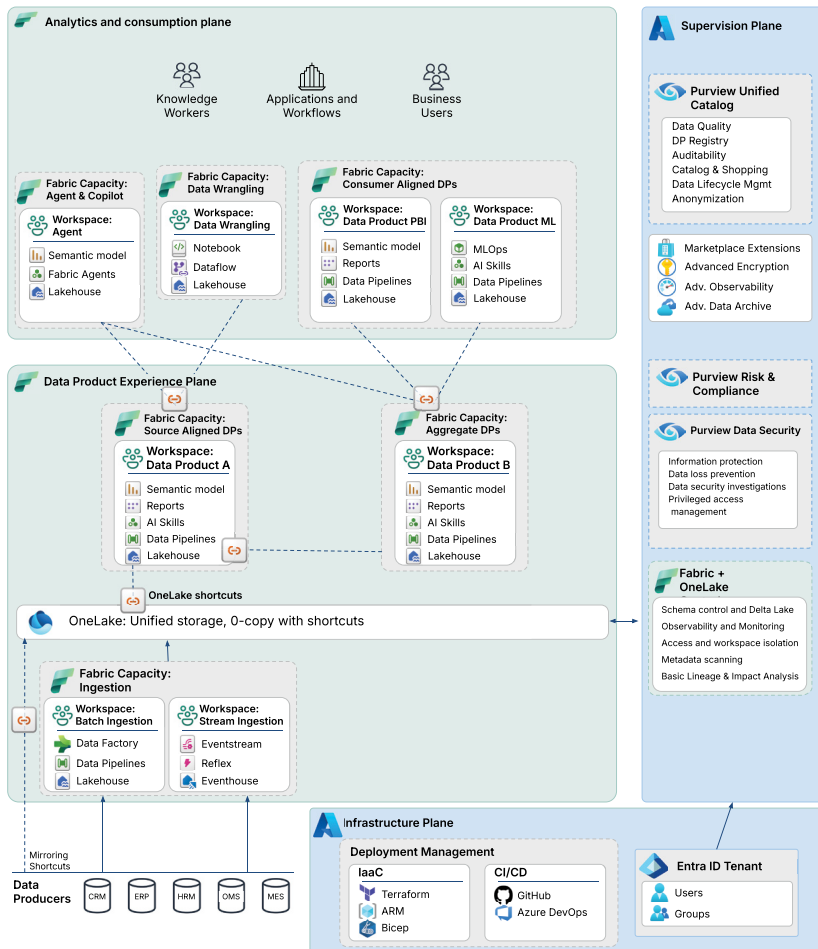 Analytics and consumption plane
Knowledge
Workers
Applications and
Workflows
Business
Users
Fabric Capacity:
Agent & Copilot
Workspace:
Agent
Semantic model
Fabric Agents
Lakehouse
Fabric Capacity:
Data Wrangling
Workspace:
Data Wrangling
Notebook
Dataflow
Lakehouse
Fabric Capacity:
Consumer Aligned DPs
Workspace:
Data Product PBI
Semantic model
Reports
Data Pipelines
Lakehouse
Workspace:
Data Product ML
MLOps
AI Skills
Data Pipelines
Lakehouse
Data Product Experience Plane
Fabric Capacity:
Source Aligned DPs
Workspace:
Data Product A
Semantic model
Reports
AI Skills
Data Pipelines
Lakehouse
Fabric Capacity:
Aggregate DPs
Workspace:
Data Product B
Semantic model
Reports
AI Skills
Data Pipelines
Lakehouse
OneLake shortcuts
OneLake: Unified storage, 0-copy with shortcuts
Fabric Capacity:
Ingestion
Workspace:
Batch Ingestion
Data Factory
Data Pipelines
Lakehouse
Workspace:
Stream Ingestion
Eventstream
Reflex
Eventhouse
Mirroring
Shortcuts
Data
Producers
CRM
ERP
HRM
OMS
MES
Supervision Plane
Purview Unified
Catalog
Data Quality
DP Registry
Auditability
Catalog & Shopping
Data Lifecycle Mgmt
Anonymization
Marketplace Extensions
Advanced Encryption
Adv. Observability
Adv. Data Archive
Purview Risk &
Compliance
Purview Data Security
Information protection
Data loss prevention
Data security investigations
Privileged access
management
Fabric +
OneLake
Schema control and Delta Lake
Observability and Monitoring
Access and workspace isolation
Metadata scanning
Basic Lineage & Impact Analysis
Infrastructure Plane
Deployment Management
IaaC
Terraform
ARM
Bicep
CI/CD
GitHub
Azure DevOps
Entra ID Tenant
Users
Groups